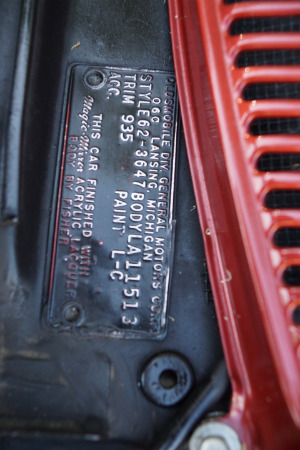 OLDSMOBILE DIV. GENERAL MOTORS CORP.
06C LANSING, MICHIGAN
STYLE 62-3647 BODY LA 11513
TRIM 935 PAINT L-C
ACC.
THIS CAR FINISHED WITH
Magic-Mirror ACRYLIC LACQUER
BODY BY FISHER